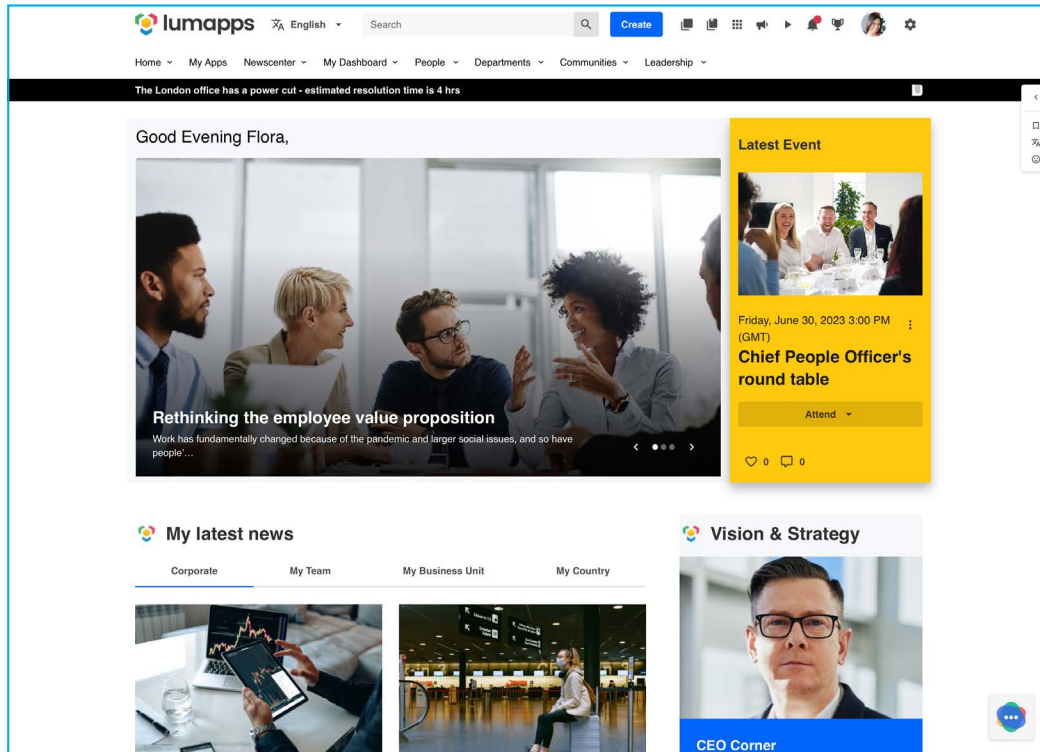 lumapps
English
Search
Create
Home
My Apps
Newscenter
My Dashboard
People
Departments
Communities
Leadership
The London office has a power cut - estimated resolution time is 4 hrs
Good Evening Flora,
Rethinking the employee value proposition
Work has fundamentally changed because of the pandemic and larger social issues, and so have
people'...
Latest Event
Friday, June 30, 2023 3:00 PM
(GMT)
Chief People Officer's
round table
Attend
0
0
My latest news
Corporate
My Team
My Business Unit
My Country
Vision & Strategy
CEO Corner